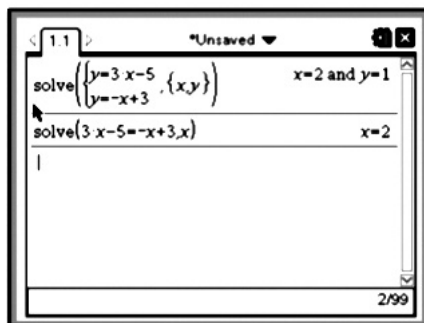 1.1 *Unsaved
solve({y=3·x-5 y=-x+3 ,{x,y}) x=2 and y=1
solve(3·x-5=-x+3,x) x=2
2/99